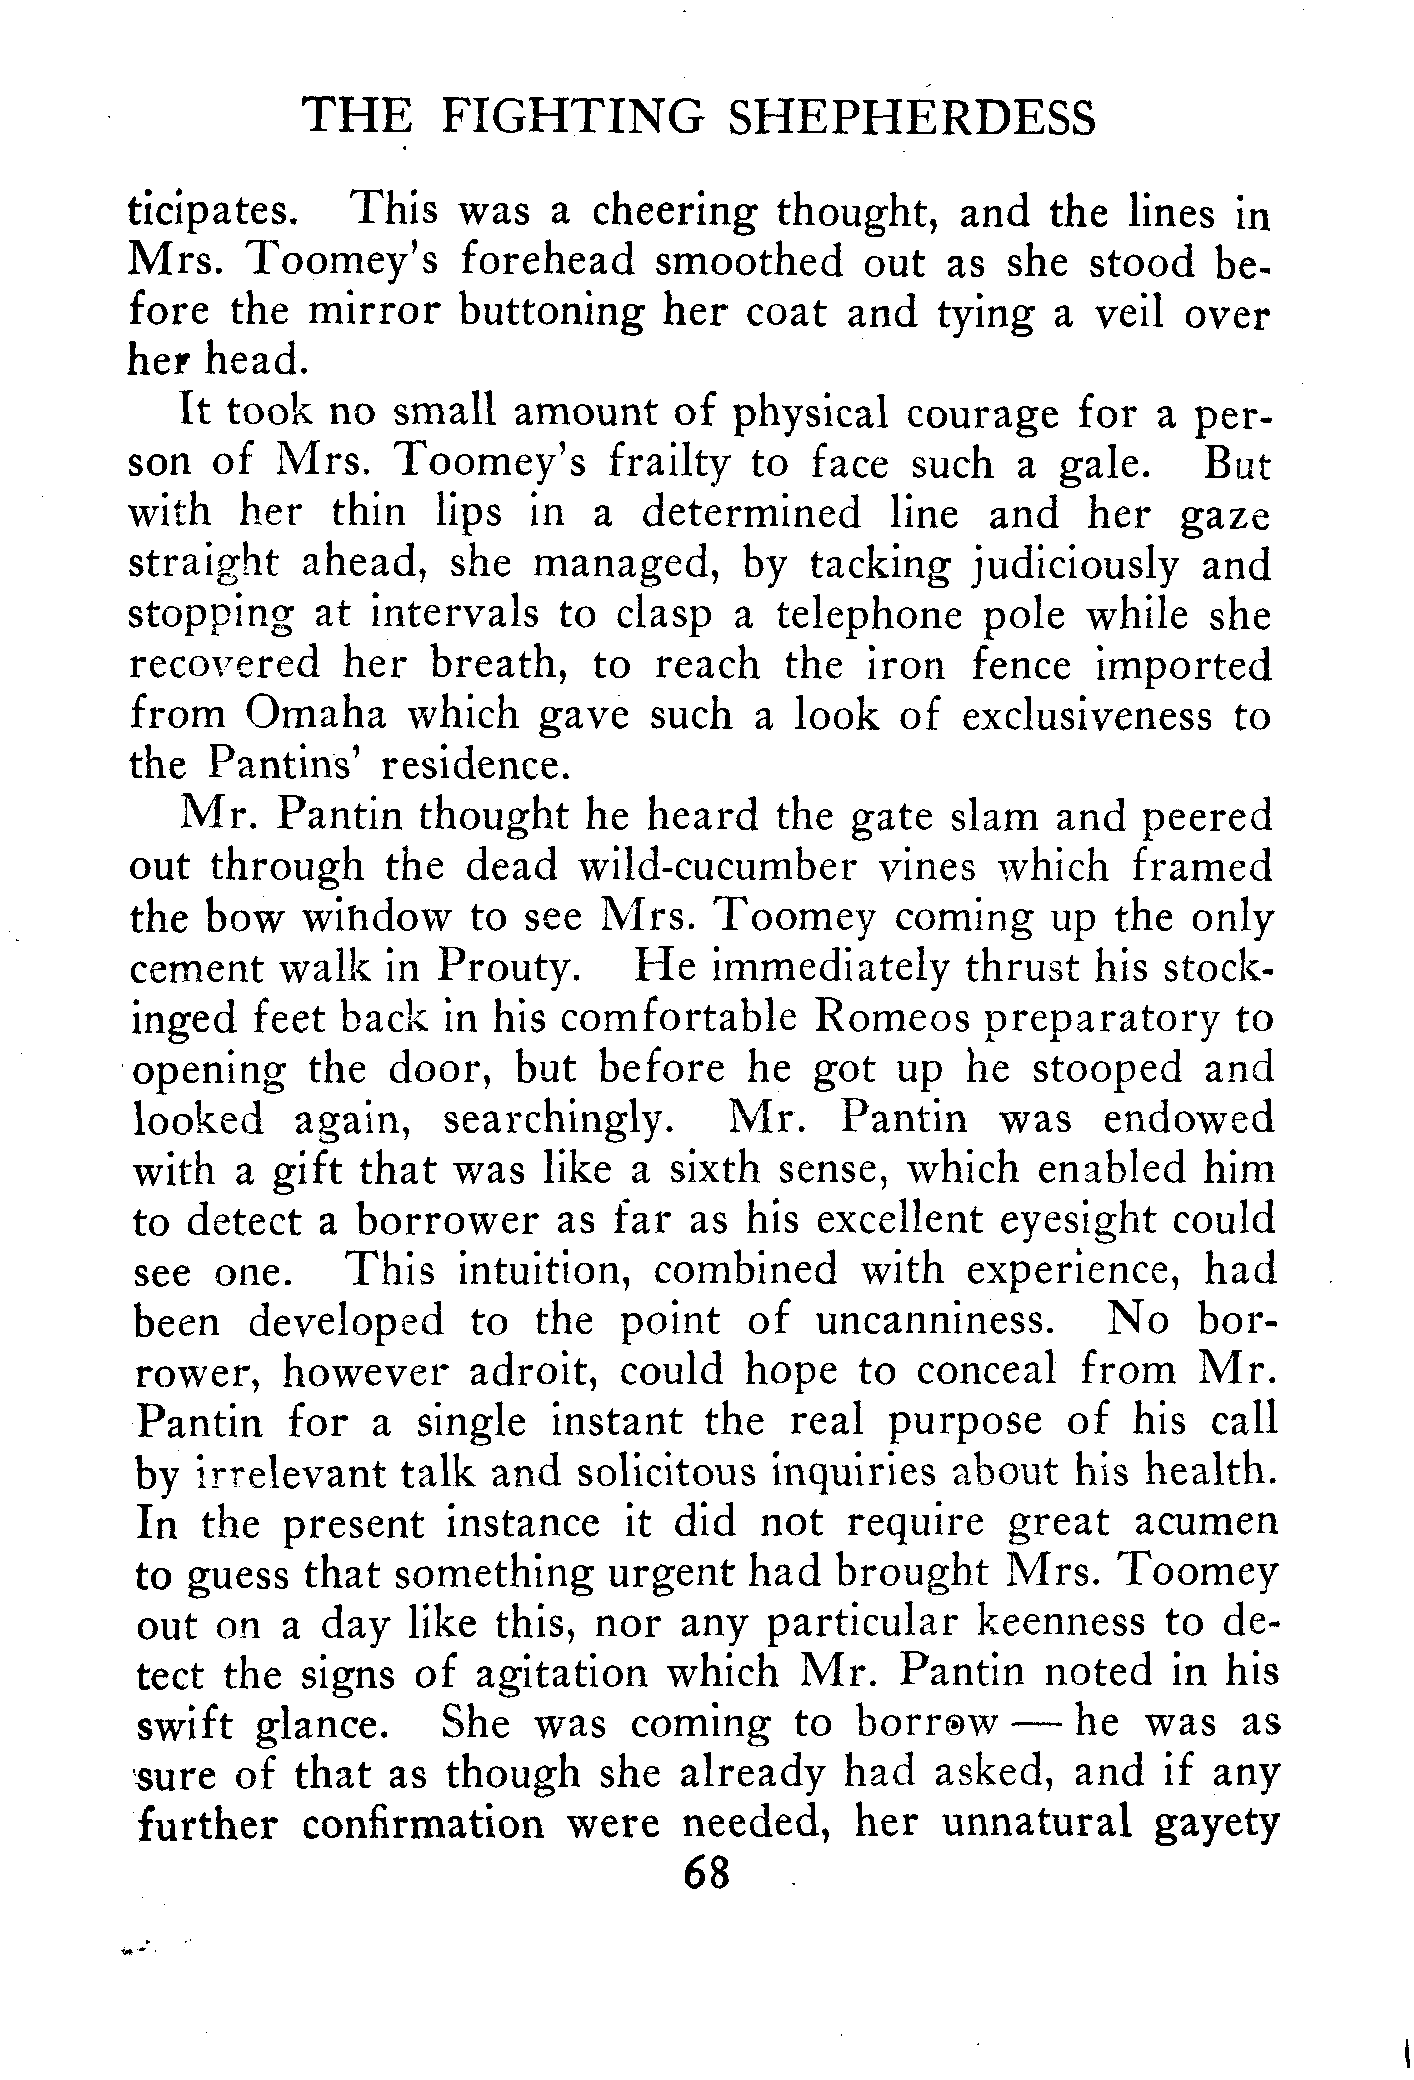 THE FIGHTING SHEPHERDESS
ticipates. This was a cheering thought, and the lines in
Mrs. Toomey's forehead smoothed out as she stood be-
fore the mirror buttoning her coat and tying a veil over
her head.
It took no small amount of physical courage for a per-
son of Mrs. Toomey's frailty to face such a gale. But
with her thin lips in a determined line and her gaze
straight ahead, she managed, by tacking judiciously and
stopping at intervals to clasp a telephone pole while she
recovered her breath, to reach the iron fence imported
from Omaha which gave such a look of exclusiveness to
the Pantins' residence.
Mr. Pantin thought he heard the gate slam and peered
out through the dead wild-cucumber vines which framed
the bow window to see Mrs. Toomey coming up the only
cement walk in Prouty. He immediately thrust his stock-
inged feet back in his comfortable Romeos preparatory to
opening the door, but before he got up he stooped and
looked again, searchingly. Mr. Pantin was endowed
with a gift that was like a sixth sense, which enabled him
to detect a borrower as far as his excellent eyesight could
see one. This intuition, combined with experience, had
been developed to the point of uncanniness. No bor-
rower, however adroit, could hope to conceal from Mr.
Pantin for a single instant the real purpose of his call
by irrelevant talk and solicitous inquiries about his health.
In the present instance it did not require great acumen
to guess that something urgent had brought Mrs. Toomey
out on a day like this, nor any particular keenness to de-
tect the signs of agitation which Mr. Pantin noted in his
swift glance. She was coming to borrow — he was as
sure of that as though she already had asked, and if any
further confirmation were needed, her unnatural gayety
68